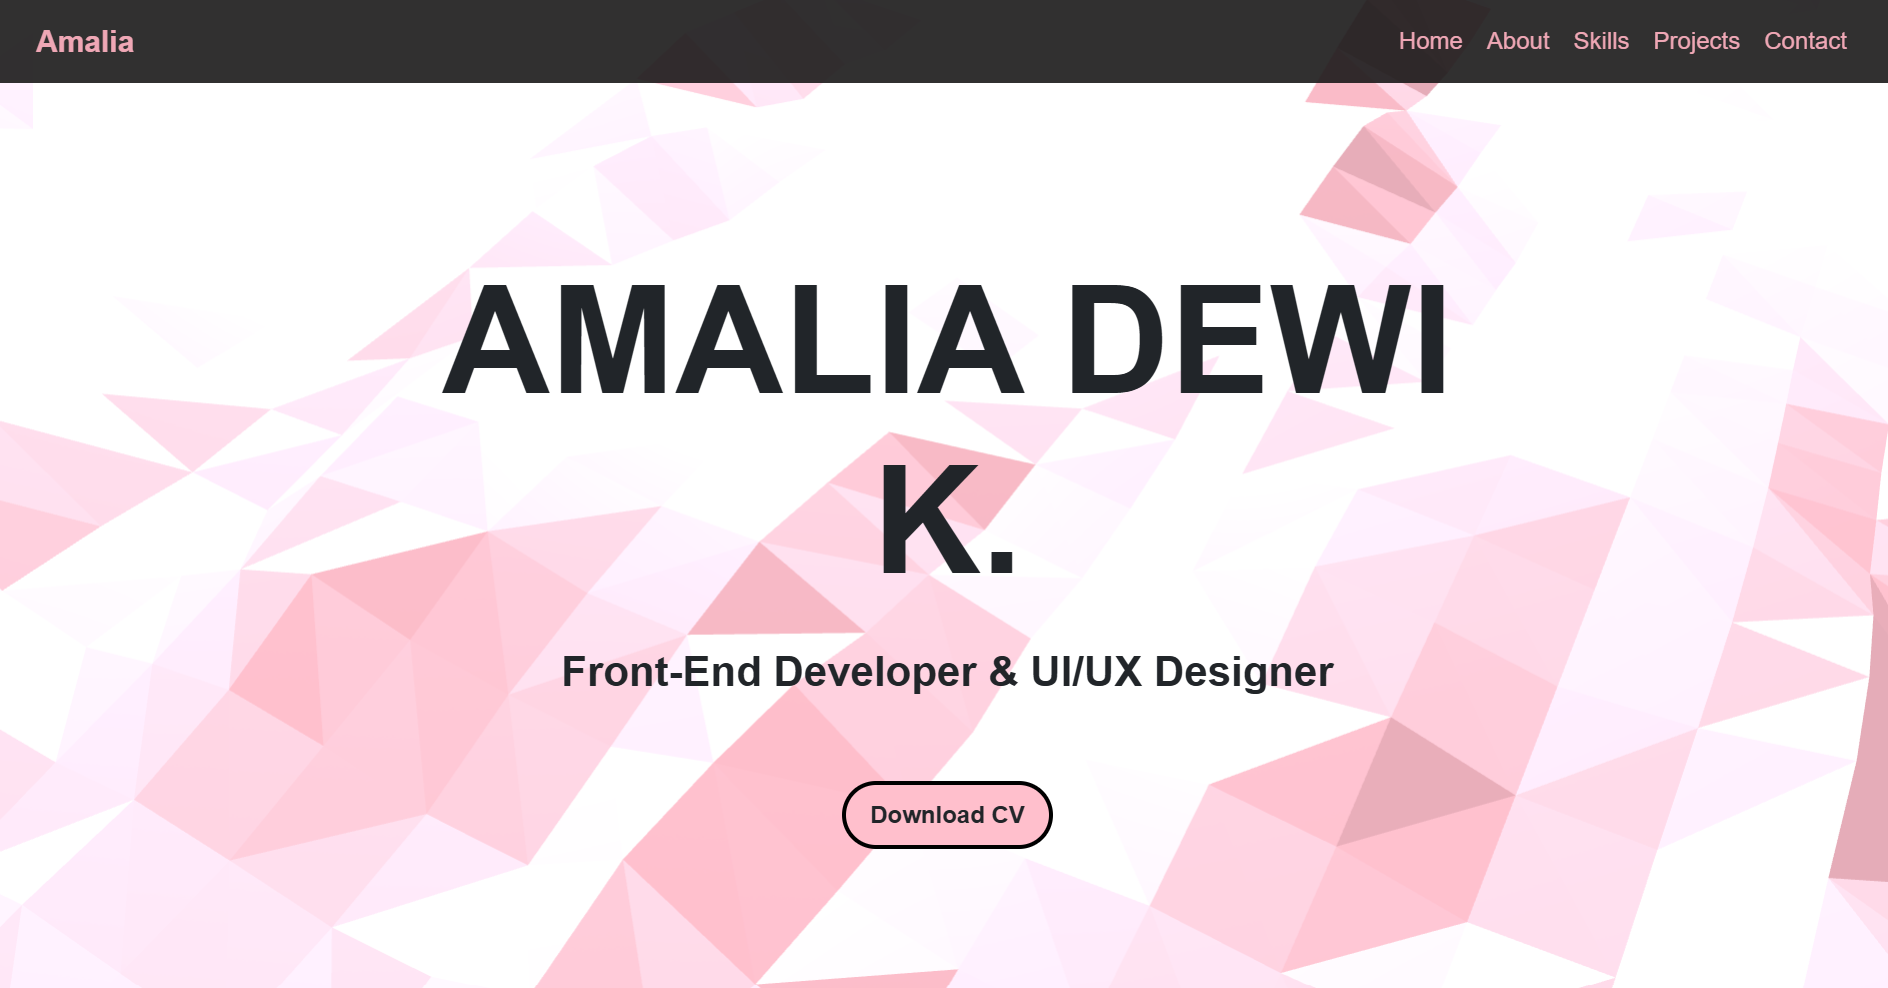 Amalia
Home About Skills Projects Contact
AMALIA DEWI
K.
Front-End Developer & UI/UX Designer
Download CV